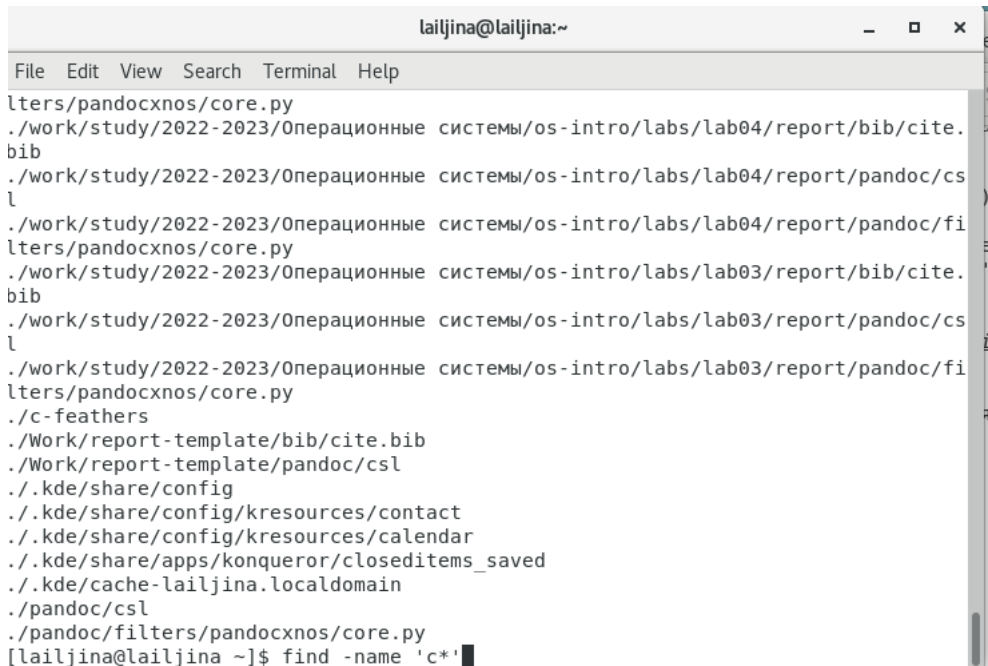 lailjina@lailjina:~
File Edit View Search Terminal Help
lters/pandocxnos/core.py
./work/study/2022-2023/Операционные системы/os-intro/labs/lab04/report/bib/cite.
bib
./work/study/2022-2023/Операционные системы/os-intro/labs/lab04/report/pandoc/cs
l
./work/study/2022-2023/Операционные системы/os-intro/labs/lab04/report/pandoc/fi
lters/pandocxnos/core.py
./work/study/2022-2023/Операционные системы/os-intro/labs/lab03/report/bib/cite.
bib
./work/study/2022-2023/Операционные системы/os-intro/labs/lab03/report/pandoc/cs
l
./work/study/2022-2023/Операционные системы/os-intro/labs/lab03/report/pandoc/fi
lters/pandocxnos/core.py
./c-feathers
./Work/report-template/bib/cite.bib
./Work/report-template/pandoc/csl
./.kde/share/config
./.kde/share/config/kresources/contact
./.kde/share/config/kresources/calendar
./.kde/share/apps/konqueror/closeditems_saved
./.kde/cache-lailjina.localdomain
./pandoc/csl
./pandoc/filters/pandocxnos/core.py
[lailjina@lailjina ~]$ find -name 'c*'